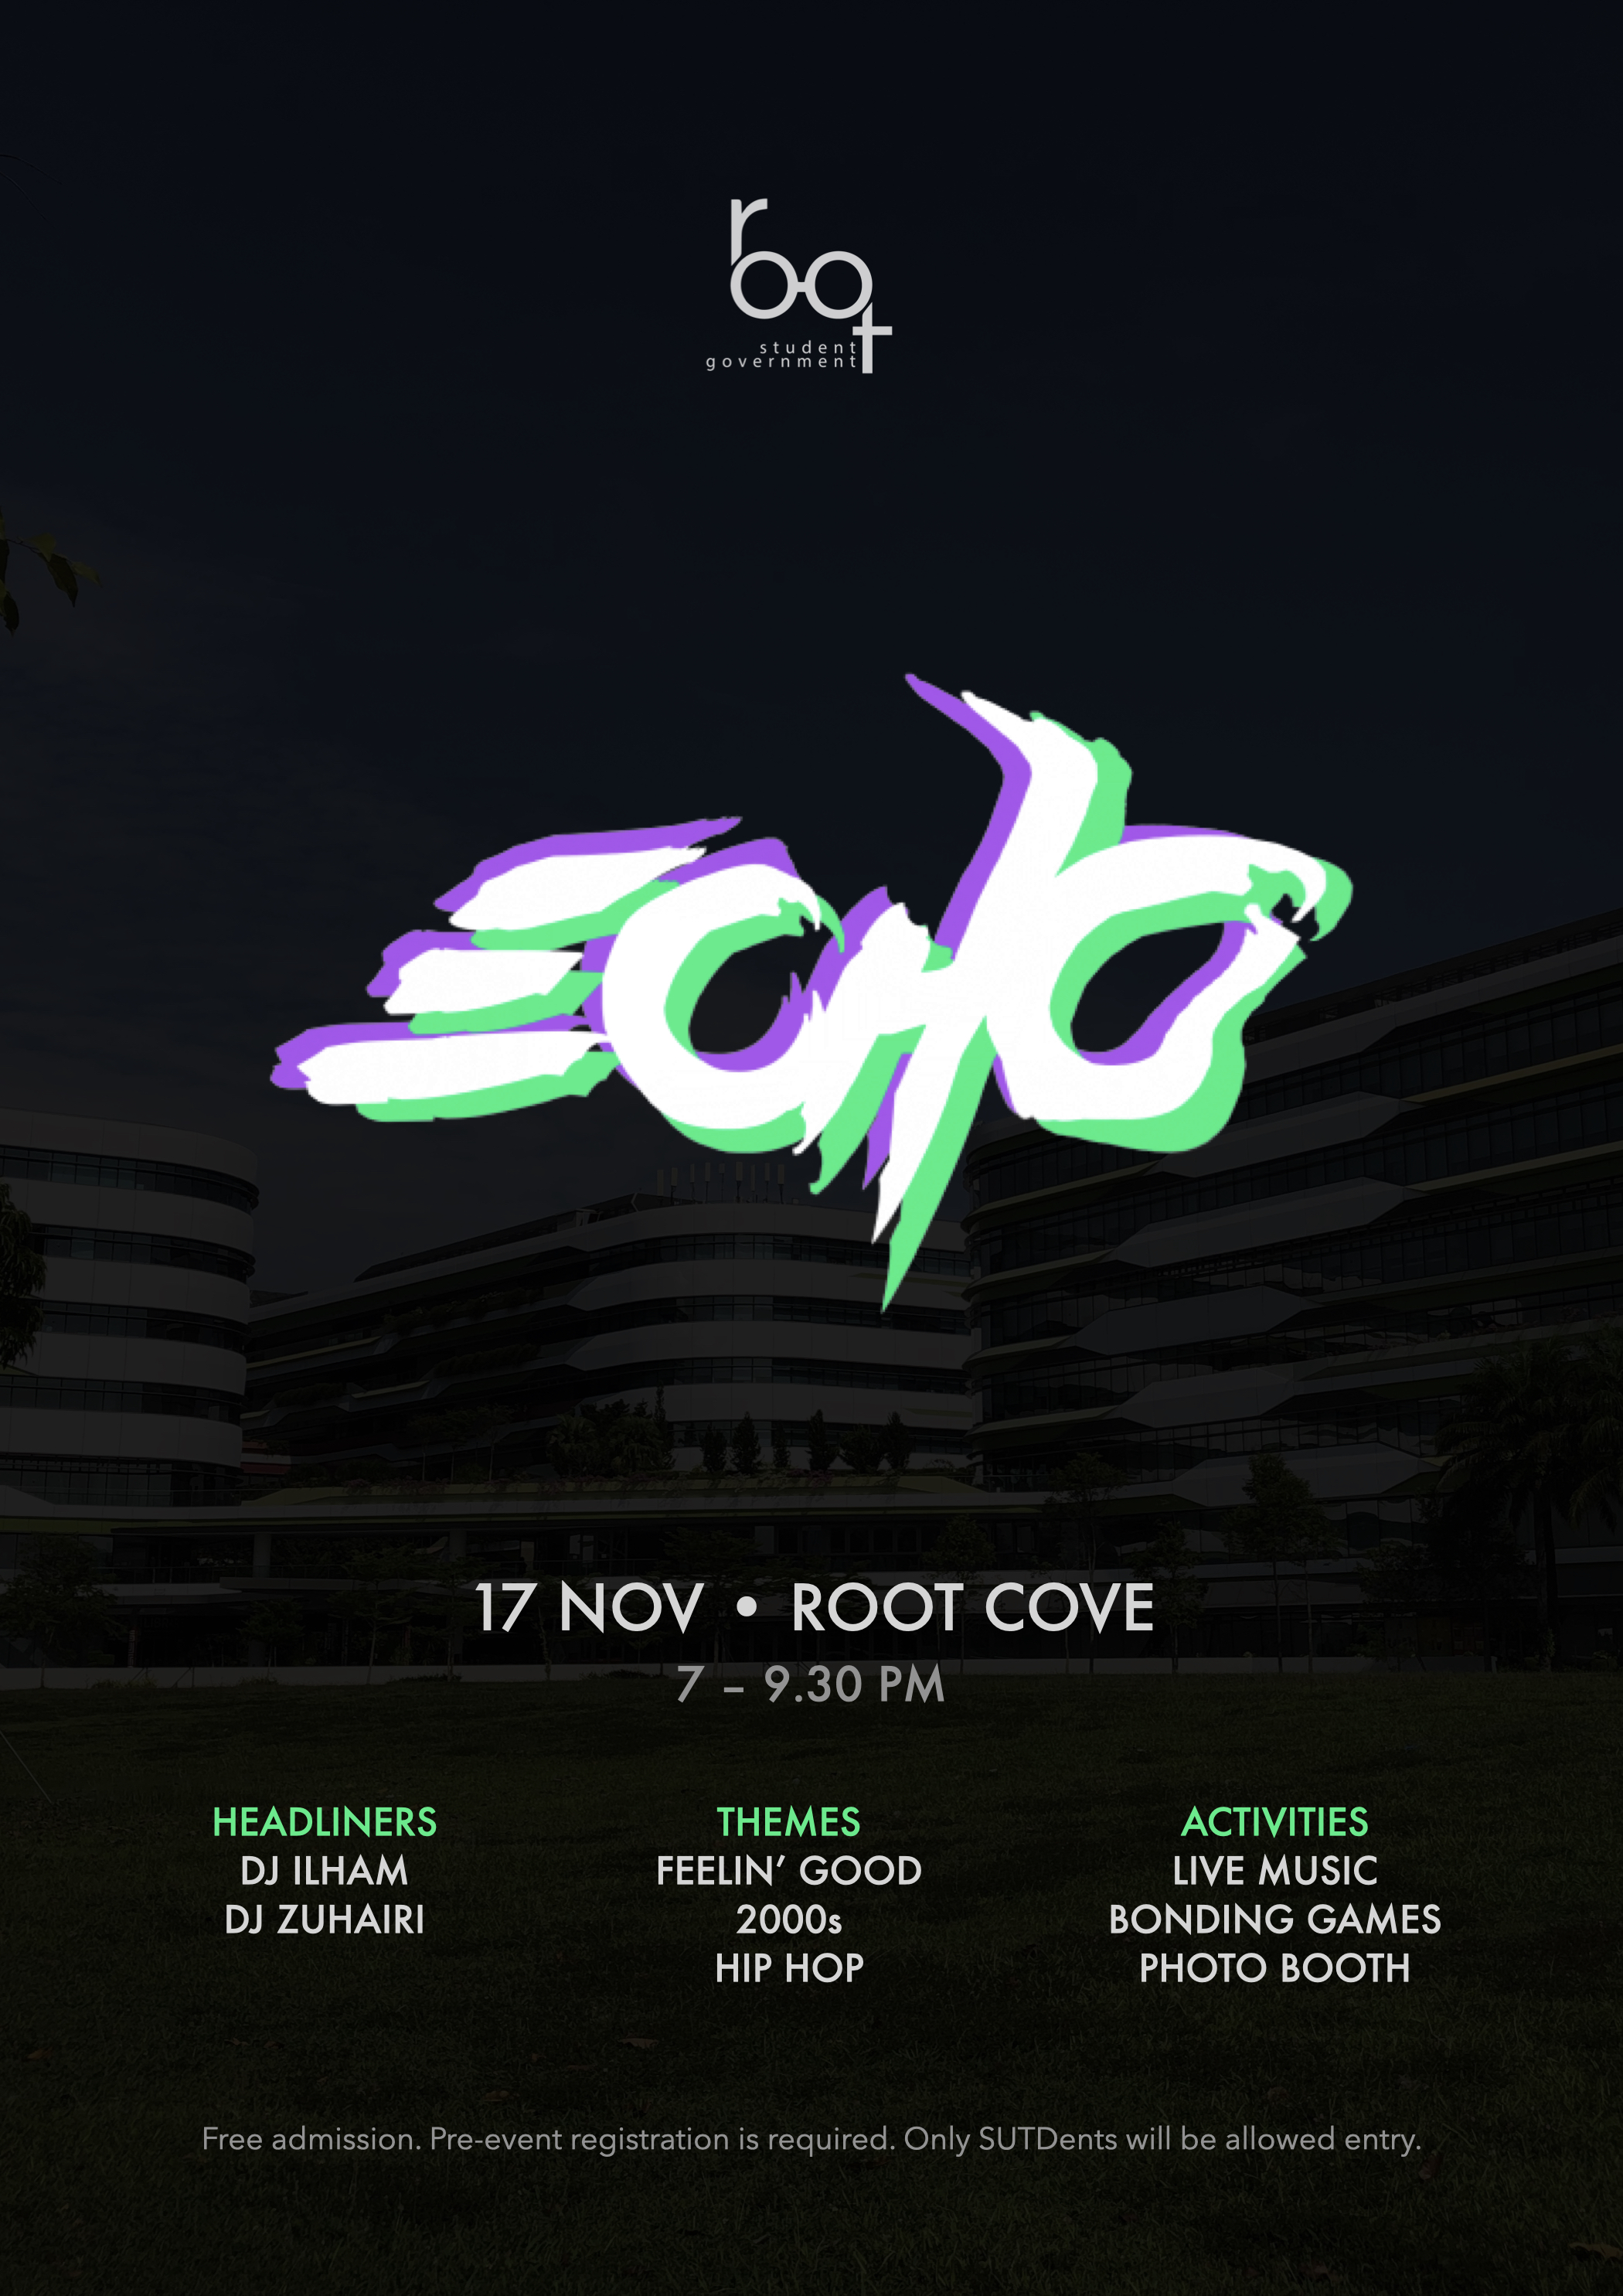 root
student
government
ECHO
17 NOV • ROOT COVE
7 – 9.30 PM
HEADLINERS
DJ ILHAM
DJ ZUHAIRI
THEMES
FEELIN’ GOOD
2000s
HIP HOP
ACTIVITIES
LIVE MUSIC
BONDING GAMES
PHOTO BOOTH
Free admission. Pre-event registration is required. Only SUTDents will be allowed entry.